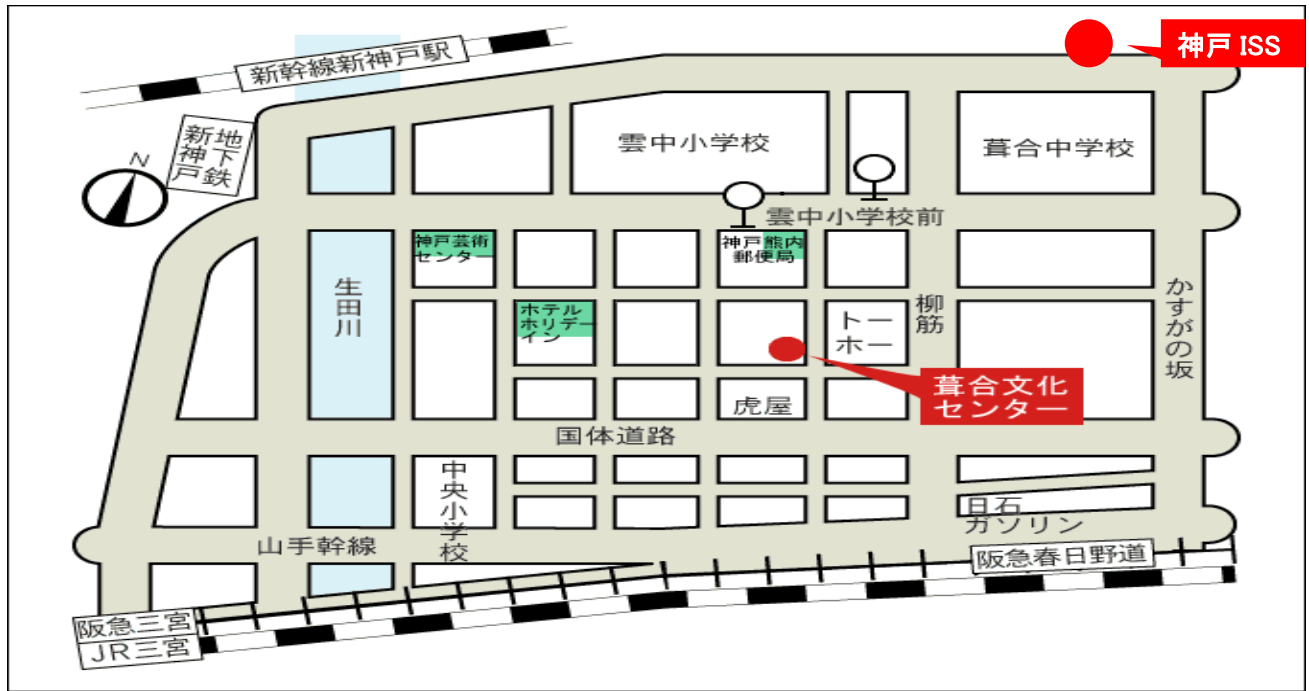 神戸 ISS
新幹線新神戸駅
地下鉄
新神戸
N
雲中小学校
葺合中学校
雲中小学校前
神戸芸術
センター
神戸熊内
郵便局
生田川
ホテル
ホリデー
イン
トー
ホー
柳筋
かすがの坂
葺合文化
センター
虎屋
国体道路
中央小学校
日石
ガソリン
山手幹線
阪急春日野道
阪急三宮
JR三宮